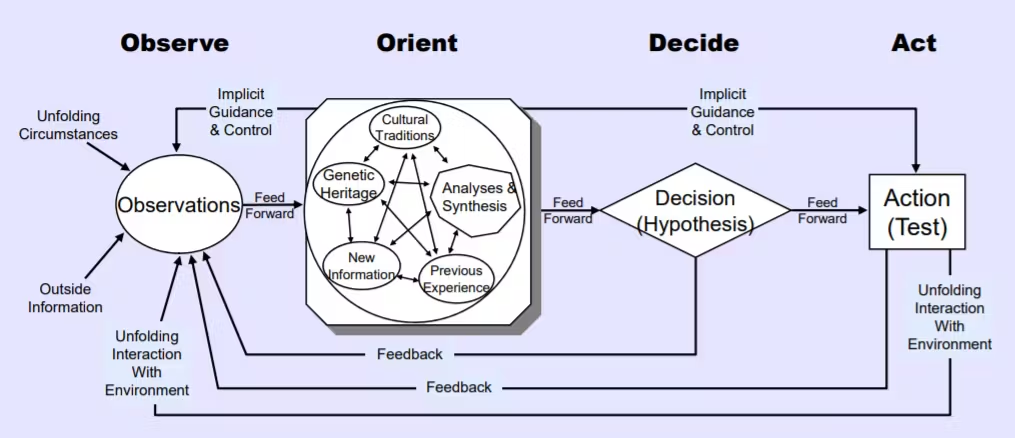 Observe
Orient
Decide
Act
Implicit
Guidance
& Control
Implicit
Guidance
& Control
Unfolding
Circumstances
Observations
Outside
Information
Feed
Forward
Cultural
Traditions
Genetic
Heritage
Analyses &
Synthesis
New
Information
Previous
Experience
Feed
Forward
Decision
(Hypothesis)
Feed
Forward
Action
(Test)
Unfolding
Interaction
With
Environment
Feedback
Feedback
Unfolding
Interaction
With
Environment